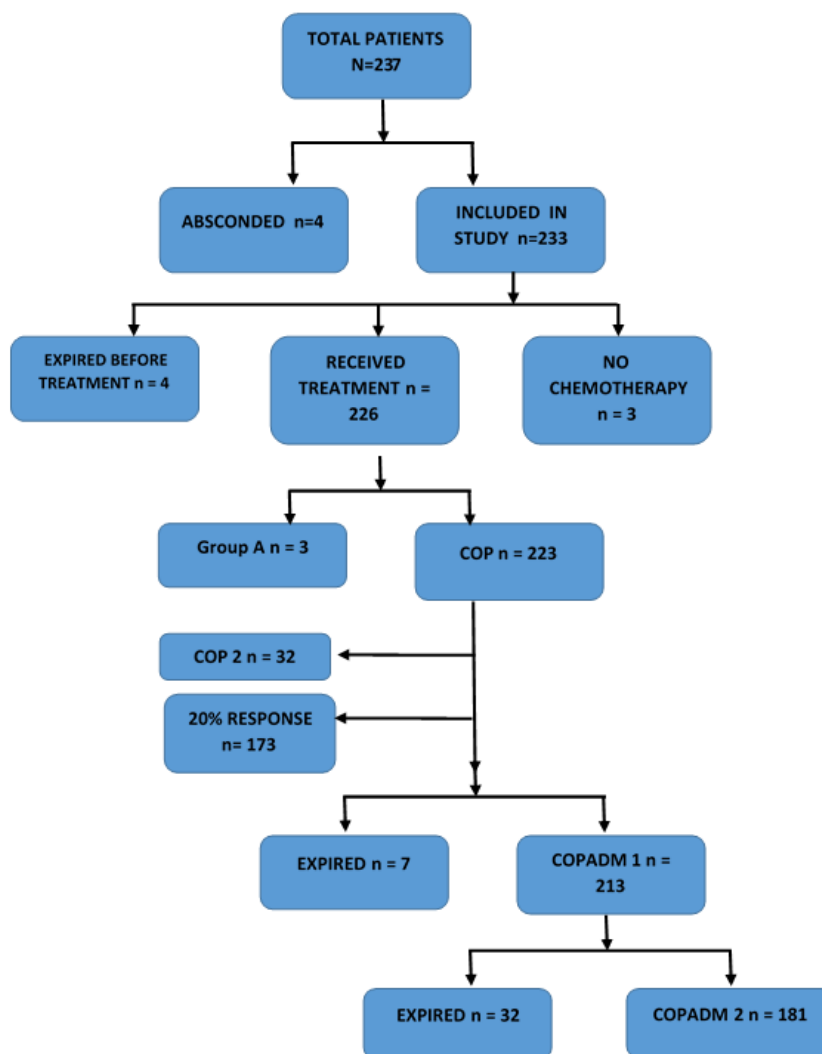 TOTAL PATIENTS
N=237
ABSCONDED n=4
INCLUDED IN
STUDY n=233
EXPIRED BEFORE
TREATMENT n = 4
RECEIVED
TREATMENT n =
226
NO
CHEMOTHERAPY
n = 3
Group A n = 3
COP n = 223
COP 2 n = 32
20% RESPONSE
n= 173
EXPIRED n = 7
COPADM 1 n =
213
EXPIRED n = 32
COPADM 2 n = 181